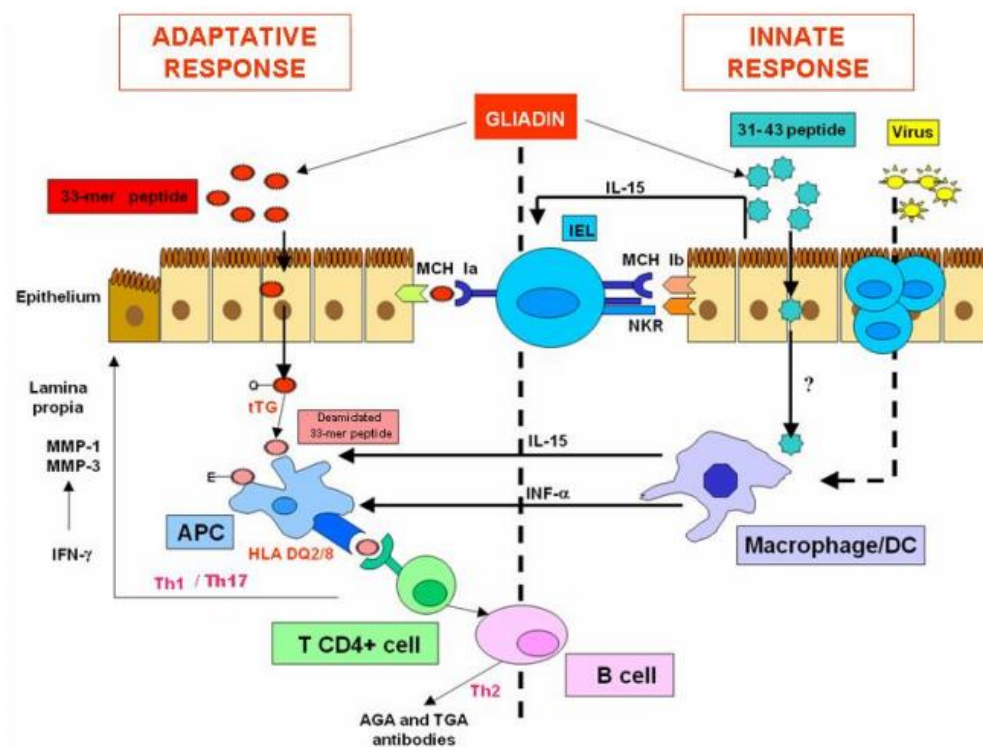 ADAPTATIVE
RESPONSE
INNATE
RESPONSE
GLIADIN
31-43 peptide
Virus
33-mer peptide
IL-15
IEL
MCH Ia
MCH Ib
NKR
Epithelium
Lamina
propia
tTG
Deamidated
33-mer peptide
?
MMP-1
MMP-3
IL-15
E
INF-α
APC
HLA DQ2/8
Macrophage/DC
IFN-γ
Th1 / Th17
T CD4+ cell
B cell
Th2
AGA and TGA
antibodies